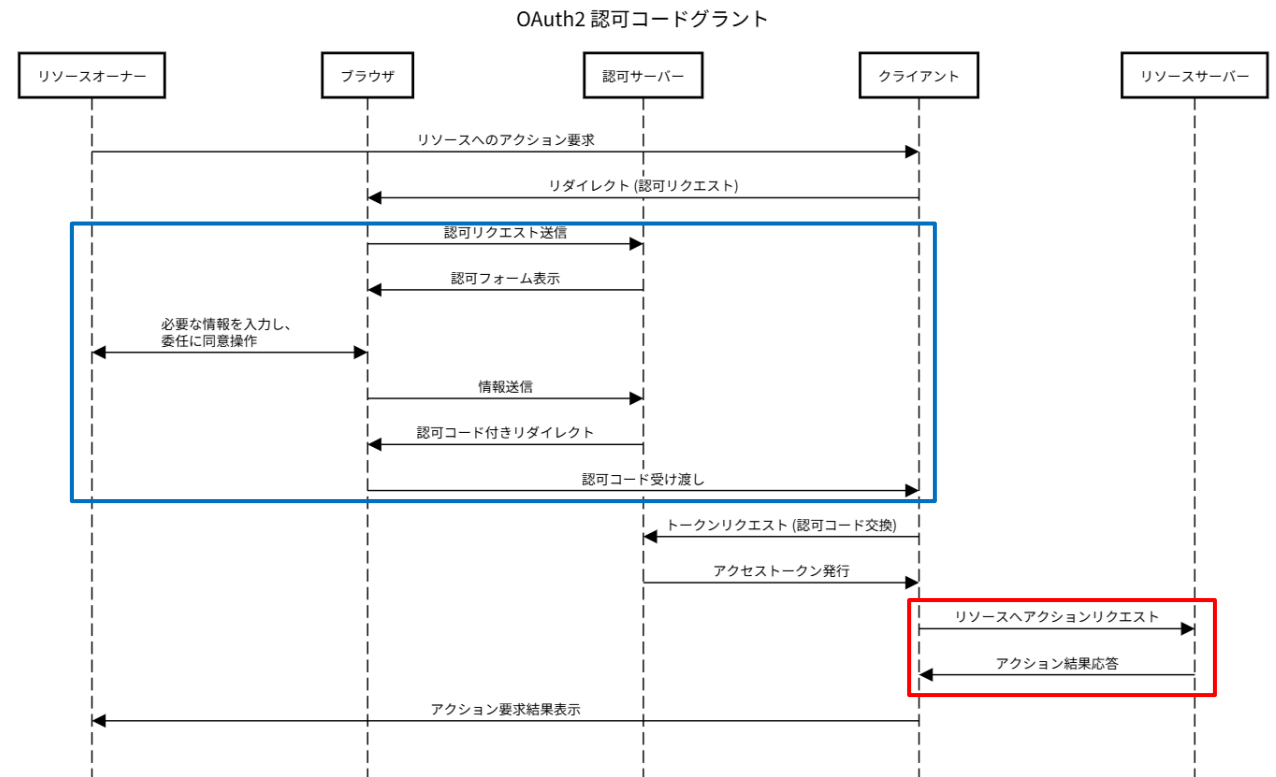 OAuth2 認可コードグラント
リソースオーナー
ブラウザ
認可サーバー
クライアント
リソースサーバー
リソースへのアクション要求
リダイレクト (認可リクエスト)
認可リクエスト送信
認可フォーム表示
必要な情報を入力し、
委任に同意操作
情報送信
認可コード付きリダイレクト
認可コード受け渡し
トークンリクエスト (認可コード交換)
アクセストークン発行
リソースへアクションリクエスト
アクション結果応答
アクション要求結果表示